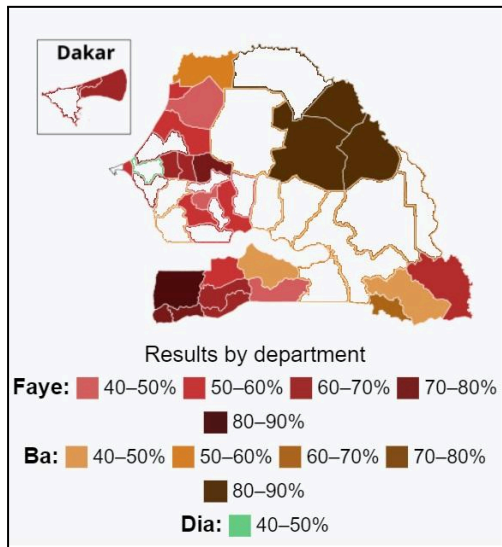 Dakar
Results by department
Faye: 40–50% 50–60% 60–70% 70–80%
80–90%
Ba: 40–50% 50–60% 60–70% 70–80%
80–90%
Dia: 40–50%